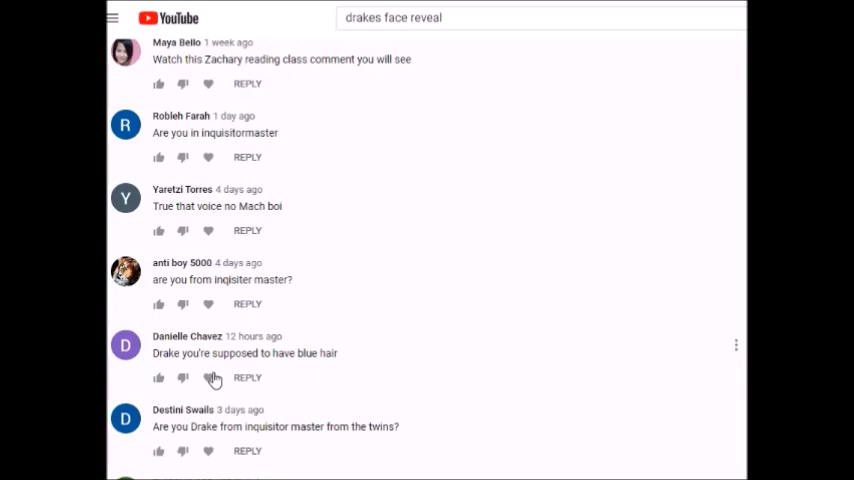 YouTube
drakes face reveal
Maya Bello 1 week ago
Watch this Zachary reading class comment you will see
REPLY
R
Robleh Farah 1 day ago
Are you in inquisitormaster
REPLY
Y
Yaretzi Torres 4 days ago
True that voice no Mach boi
REPLY
anti boy 5000 4 days ago
are you from inqisiter master?
REPLY
D
Danielle Chavez 12 hours ago
Drake you're supposed to have blue hair
REPLY
D
Destini Swails 3 days ago
Are you Drake from inquisitor master from the twins?
REPLY